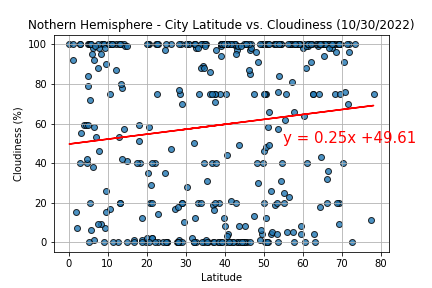 Nothern Hemisphere - City Latitude vs. Cloudiness (10/30/2022)
100
80
60
40
20
0
Cloudiness (%)
y = 0.25x +49.61
0 10 20 30 40 50 60 70 80
Latitude